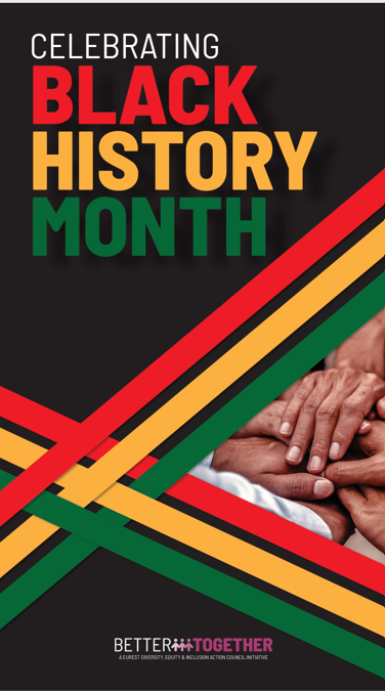 CELEBRATING
BLACK
HISTORY
MONTH
BETTER TOGETHER
A EUREST DIVERSITY, EQUITY & INCLUSION ACTION COUNCIL INITIATIVE